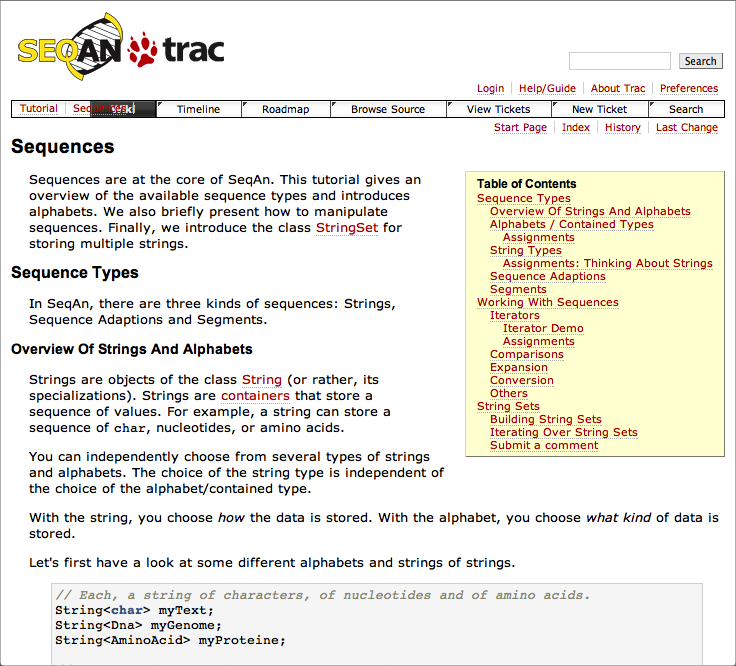 SEQAN trac
Search
Login Help/Guide About Trac Preferences
Tutorial Timeline Roadmap Browse Source View Tickets New Ticket Search
Start Page Index History Last Change
Sequences
Sequences are at the core of SeqAn. This tutorial gives an
overview of the available sequence types and introduces
alphabets. We also briefly present how to manipulate
sequences. Finally, we introduce the class StringSet for
storing multiple strings.
Sequence Types
In SeqAn, there are three kinds of sequences: Strings,
Sequence Adaptions and Segments.
Overview Of Strings And Alphabets
Strings are objects of the class String (or rather, its
specializations). Strings are containers that store a
sequence of values. For example, a string can store a
sequence of char, nucleotides, or amino acids.
You can independently choose from several types of strings
and alphabets. The choice of the string type is independent of
the choice of the alphabet/contained type.
Table of Contents
Sequence Types
Overview Of Strings And Alphabets
Alphabets / Contained Types
Assignments
String Types
Assignments: Thinking About Strings
Sequence Adaptions
Segments
Working With Sequences
Iterators
Iterator Demo
Assignments
Comparisons
Expansion
Conversion
Others
String Sets
Building String Sets
Iterating Over String Sets
Submit a comment
With the string, you choose how the data is stored. With the alphabet, you choose what kind of data is
stored.
Let's first have a look at some different alphabets and strings of strings.
// Each, a string of characters, of nucleotides and of amino acids.
String<char> myText;
String<Dna> myGenome;
String<AminoAcid> myProteine;